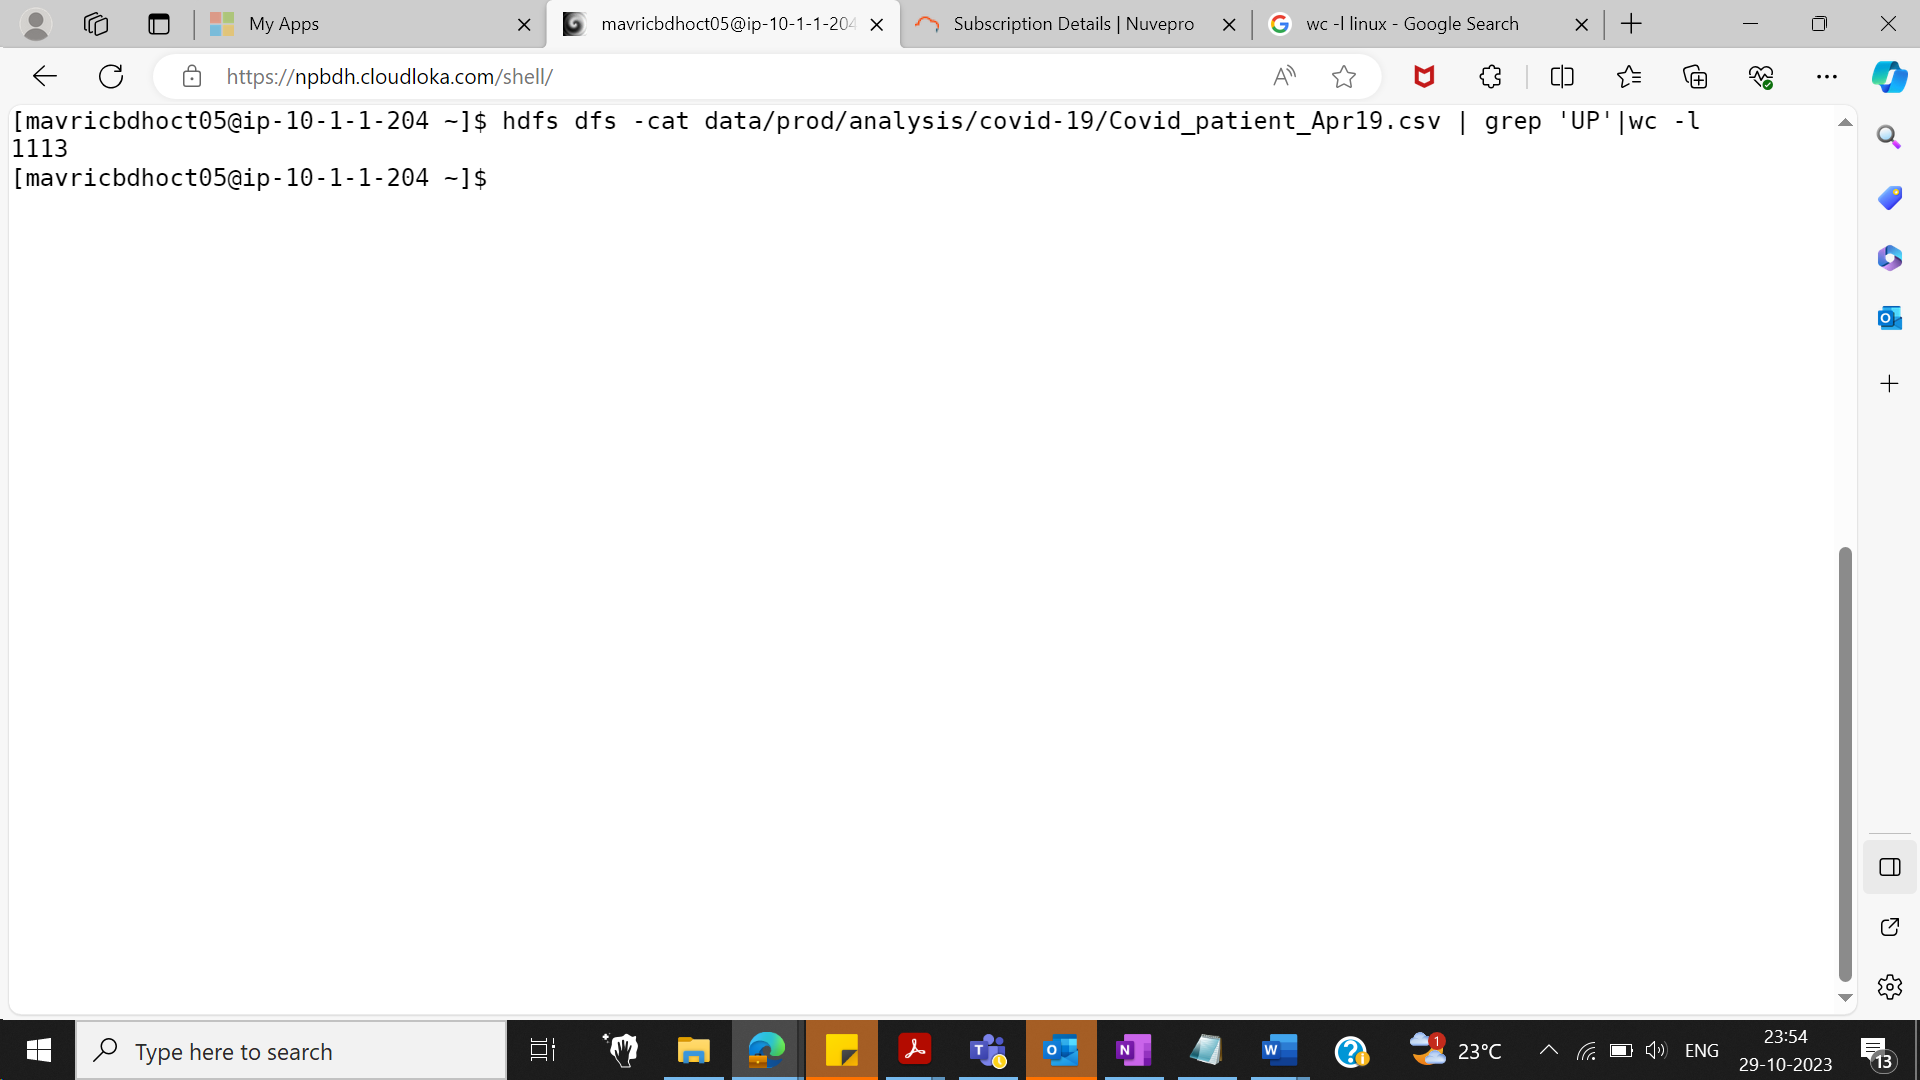 My Apps
mavricbdhoct05@ip-10-1-1-204
Subscription Details | Nuvepro
wc -l linux - Google Search
https://npbdh.cloudloka.com/shell/
[mavricbdhoct05@ip-10-1-1-204 ~]$ hdfs dfs -cat data/prod/analysis/covid-19/Covid_patient_Apr19.csv | grep 'UP'|wc -l
1113
[mavricbdhoct05@ip-10-1-1-204 ~]$
Type here to search
1
23°C
ENG
23:54
29-10-2023
13